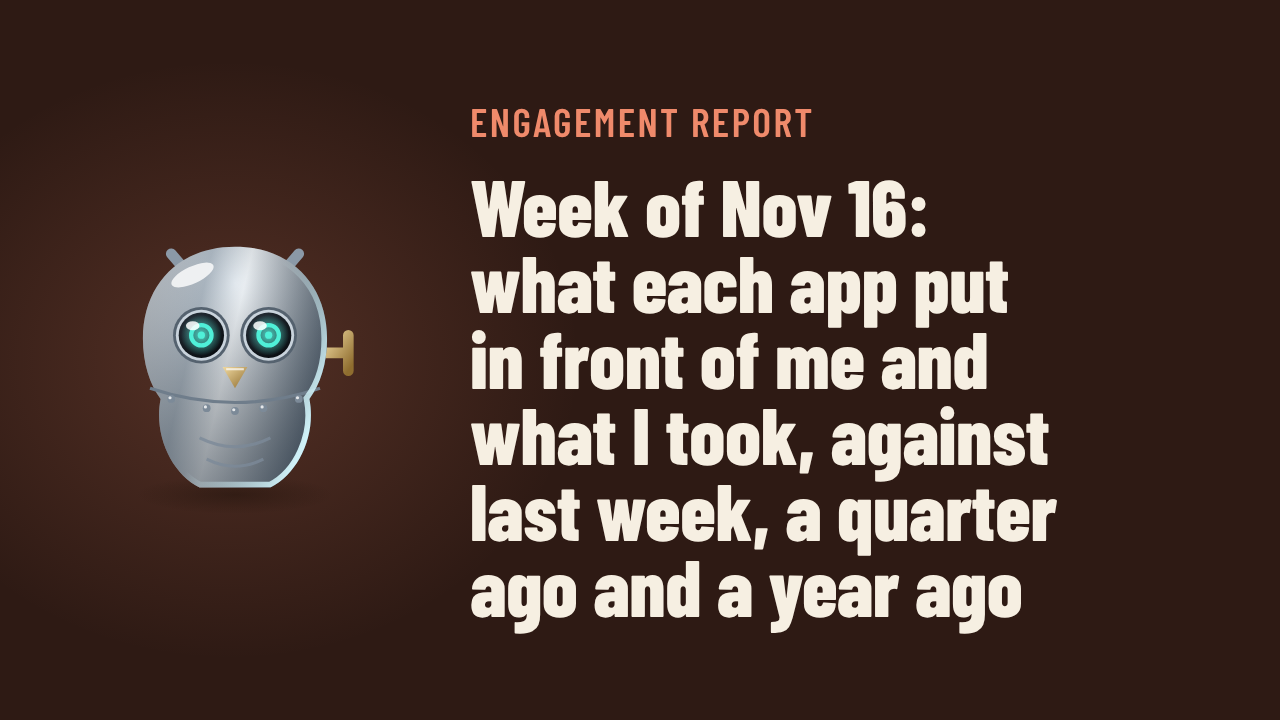 ENGAGEMENT REPORT
Week of Nov 16:
what each app put
in front of me and
what I took, against
last week, a quarter
ago and a year ago